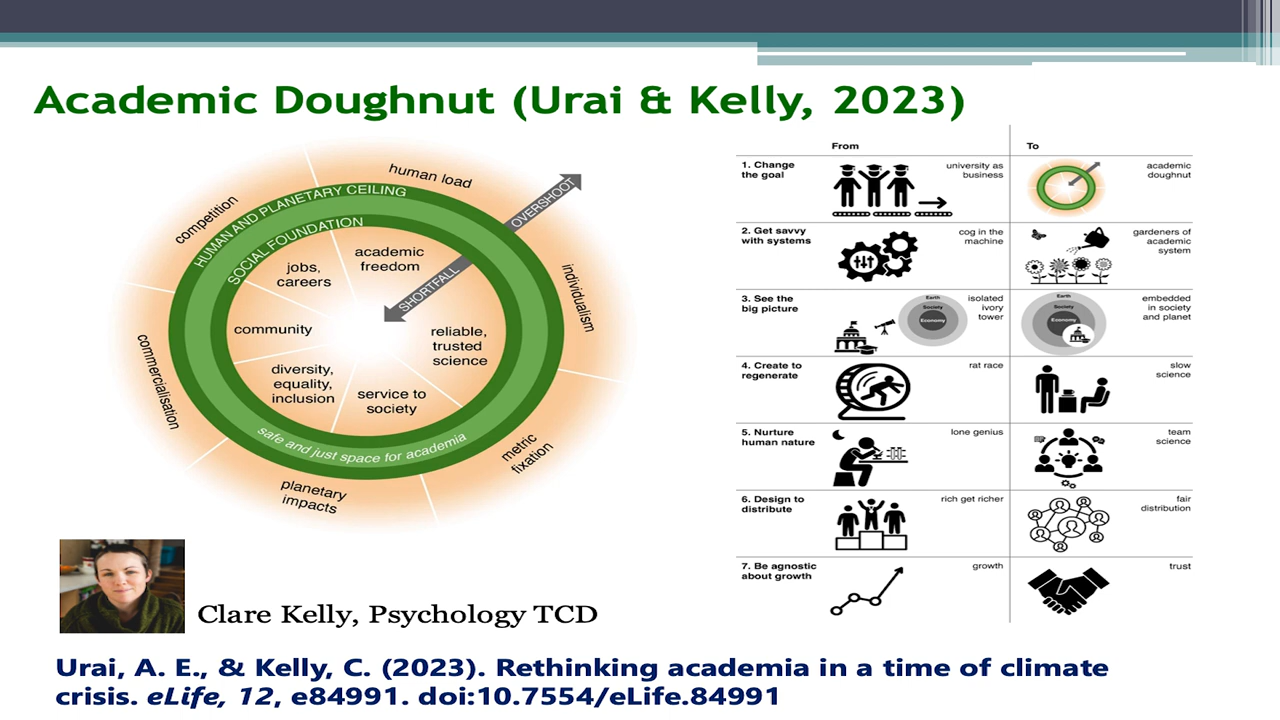 Academic Doughnut (Urai & Kelly, 2023)
competition
human load
OVERSHOOT
HUMAN AND PLANETARY CEILING
SOCIAL FOUNDATION
jobs,
careers
academic
freedom
SHORTFALL
individualism
community
reliable,
trusted
science
diversity,
equality,
inclusion
service to
society
commercialisation
safe and just space for academia
metric
fixation
planetary
impacts
From
To
1. Change
the goal
university as
business
academic
doughnut
2. Get savvy
with systems
cog in the
machine
gardeners of
academic
system
3. See the
big picture
Earth
Society
Economy
isolated
ivory
tower
Earth
Society
Economy
embedded
in society
and planet
4. Create to
regenerate
rat race
slow
science
5. Nurture
human nature
lone genius
team
science
6. Design to
distribute
rich get richer
fair
distribution
7. Be agnostic
about growth
growth
trust
Clare Kelly, Psychology TCD
Urai, A. E., & Kelly, C. (2023). Rethinking academia in a time of climate
crisis. eLife, 12, e84991. doi:10.7554/eLife.84991